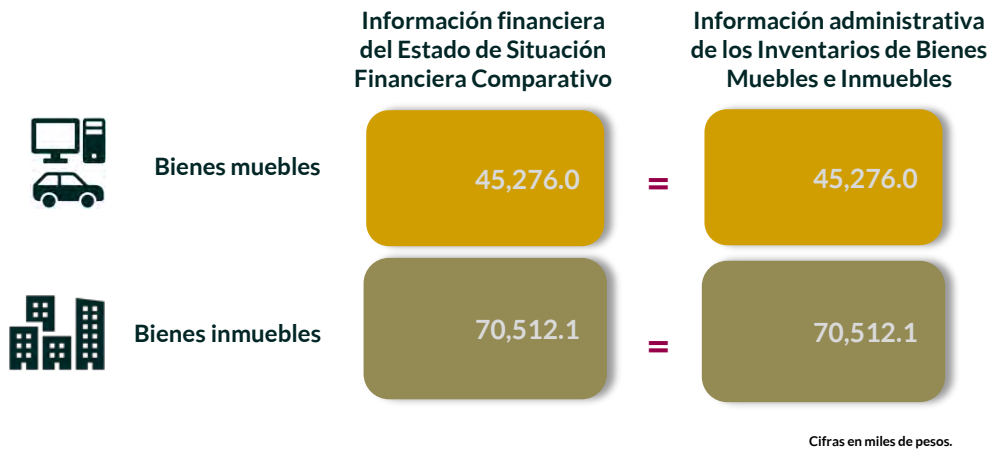 Información financiera
del Estado de Situación
Financiera Comparativo
Información administrativa
de los Inventarios de Bienes
Muebles e Inmuebles
Bienes muebles
45,276.0
=
45,276.0
Bienes inmuebles
70,512.1
=
70,512.1
Cifras en miles de pesos.